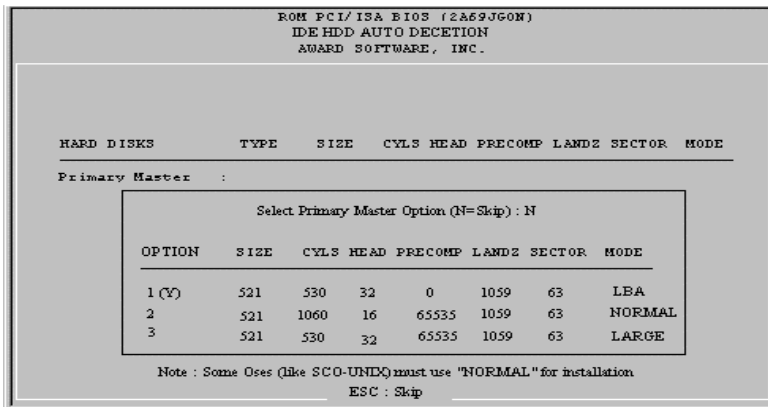 ROM PCI/ISA BIOS (2A69JG0N)
IDE HDD AUTO DECETION
AWARD SOFTWARE, INC.
HARD DISKS TYPE SIZE CYLS HEAD PRECOMP LANDZ SECTOR MODE
Primary Master :
Select Primary Master Option (N=Skip) : N
OPTION SIZE CYLS HEAD PRECOMP LANDZ SECTOR MODE
1 (Y) 521 530 32 0 1059 63 LBA
2 521 1060 16 65535 1059 63 NORMAL
3 521 530 32 65535 1059 63 LARGE
Note : Some Oses (like SCO-UNIX) must use "NORMAL" for installation
ESC : Skip